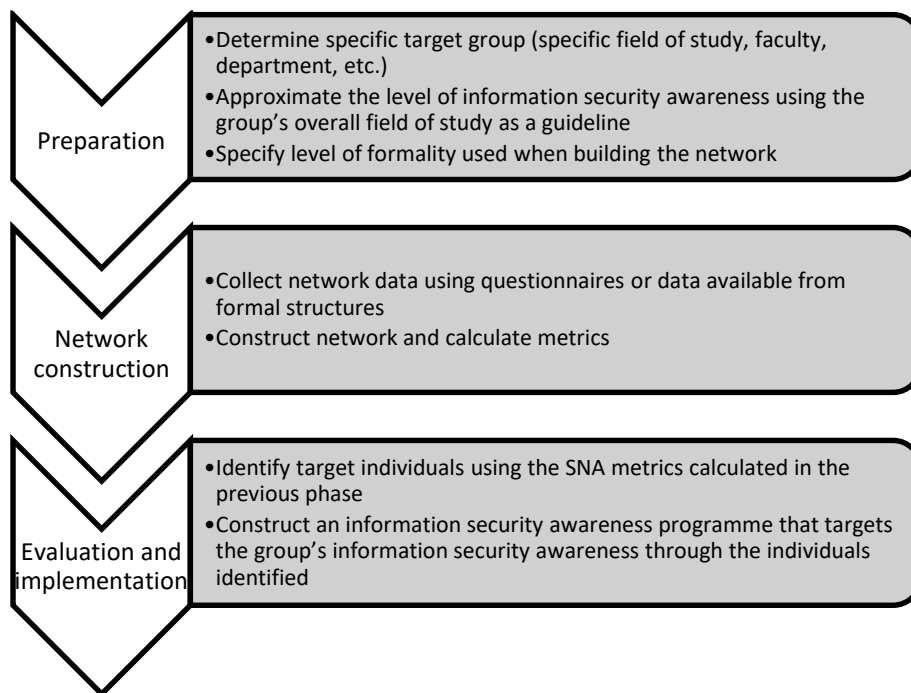 Preparation
•Determine specific target group (specific field of study, faculty,
department, etc.)
•Approximate the level of information security awareness using the
group’s overall field of study as a guideline
•Specify level of formality used when building the network
Network
construction
•Collect network data using questionnaires or data available from
formal structures
•Construct network and calculate metrics
Evaluation and
implementation
•Identify target individuals using the SNA metrics calculated in the
previous phase
•Construct an information security awareness programme that targets
the group’s information security awareness through the individuals
identified